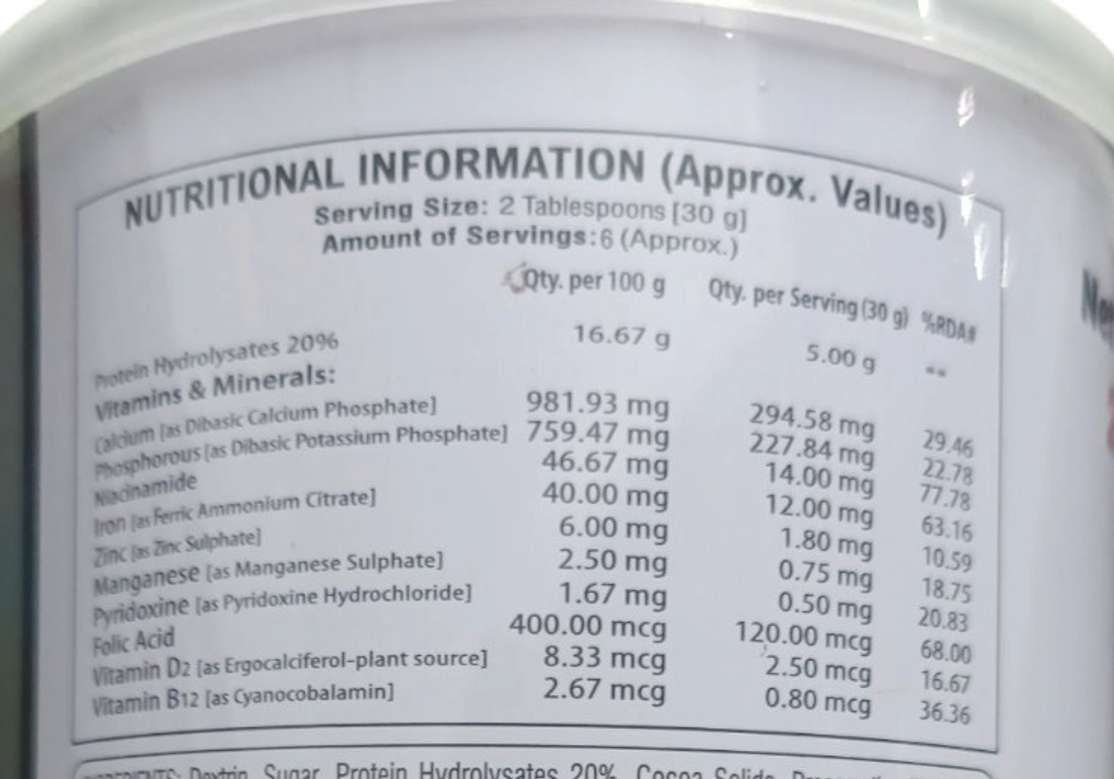 NUTRITIONAL INFORMATION (Approx. Values)
Serving Size: 2 Tablespoons [30 g]
Amount of Servings:6 (Approx.)
Qty. per 100 g Qty. per Serving (30 g) %RDA#
Protein Hydrolysates 20% 16.67 g 5.00 g **
Vitamins & Minerals:
Calcium [as Dibasic Calcium Phosphate] 981.93 mg 294.58 mg 29.46
Phosphorous [as Dibasic Potassium Phosphate] 759.47 mg 227.84 mg 22.78
Niacinamide 46.67 mg 14.00 mg 77.78
Iron [as Ferric Ammonium Citrate] 40.00 mg 12.00 mg 63.16
Zinc [as Zinc Sulphate] 6.00 mg 1.80 mg 10.59
Manganese [as Manganese Sulphate] 2.50 mg 0.75 mg 18.75
Pyridoxine [as Pyridoxine Hydrochloride] 1.67 mg 0.50 mg 20.83
Folic Acid 400.00 mcg 120.00 mcg 68.00
Vitamin D2 [as Ergocalciferol-plant source] 8.33 mcg 2.50 mcg 16.67
Vitamin B12 [as Cyanocobalamin] 2.67 mcg 0.80 mcg 36.36
INGREDIENTS: Dextrin, Sugar, Protein Hydrolysates 20%, Cocoa Solids,